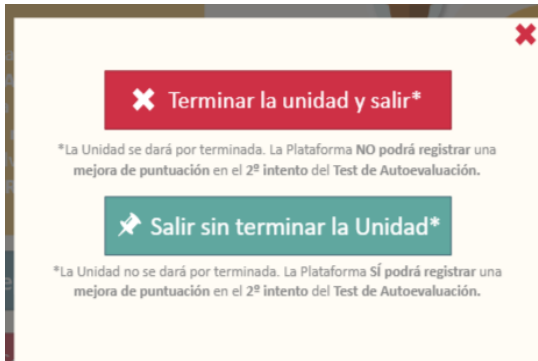 Terminar la unidad y salir*
*La Unidad se dará por terminada. La Plataforma NO podrá registrar una
mejora de puntuación en el 2º intento del Test de Autoevaluación.
Salir sin terminar la Unidad*
*La Unidad no se dará por terminada. La Plataforma SÍ podrá registrar una
mejora de puntuación en el 2º intento del Test de Autoevaluación.